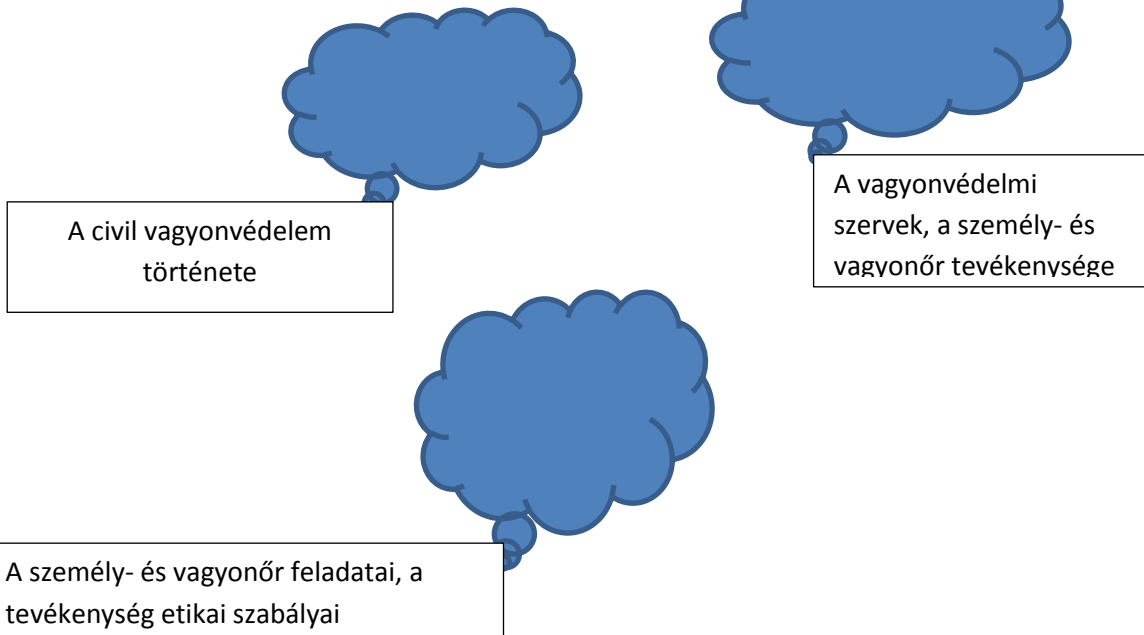 A civil vagyonvédelem
története
A vagyonvédelmi
szervek, a személy- és
vagyonőr tevékenysége
A személy- és vagyonőr feladatai, a
tevékenység etikai szabályai